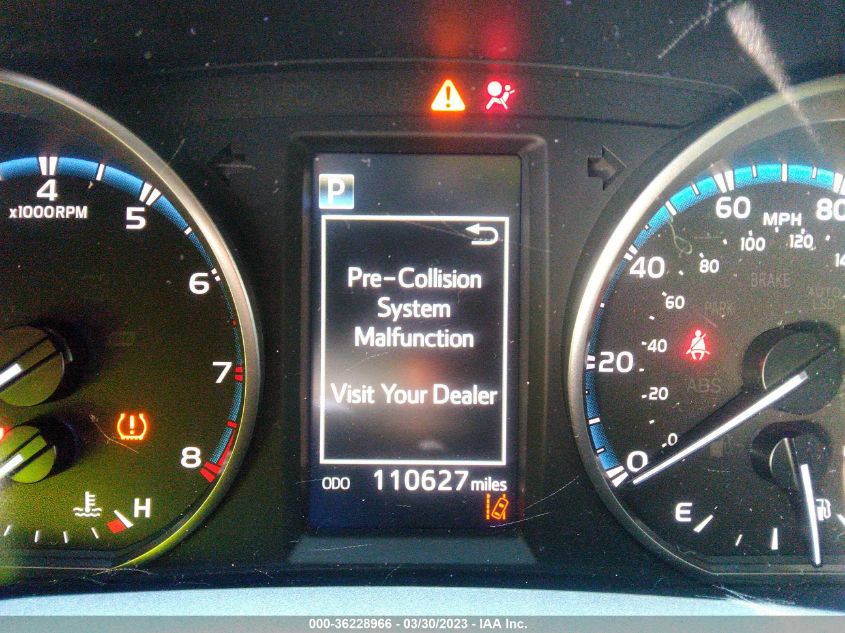 4
x1000RPM
5
6
7
8
H
P
Pre-Collision
System
Malfunction
Visit Your Dealer
ODO 110627 miles
60
80
MPH
40
20
0
100
120
80
60
40
20
0
BRAKE
PARK
ABS
E
000-36228966 - 03/30/2023 - IAA Inc.